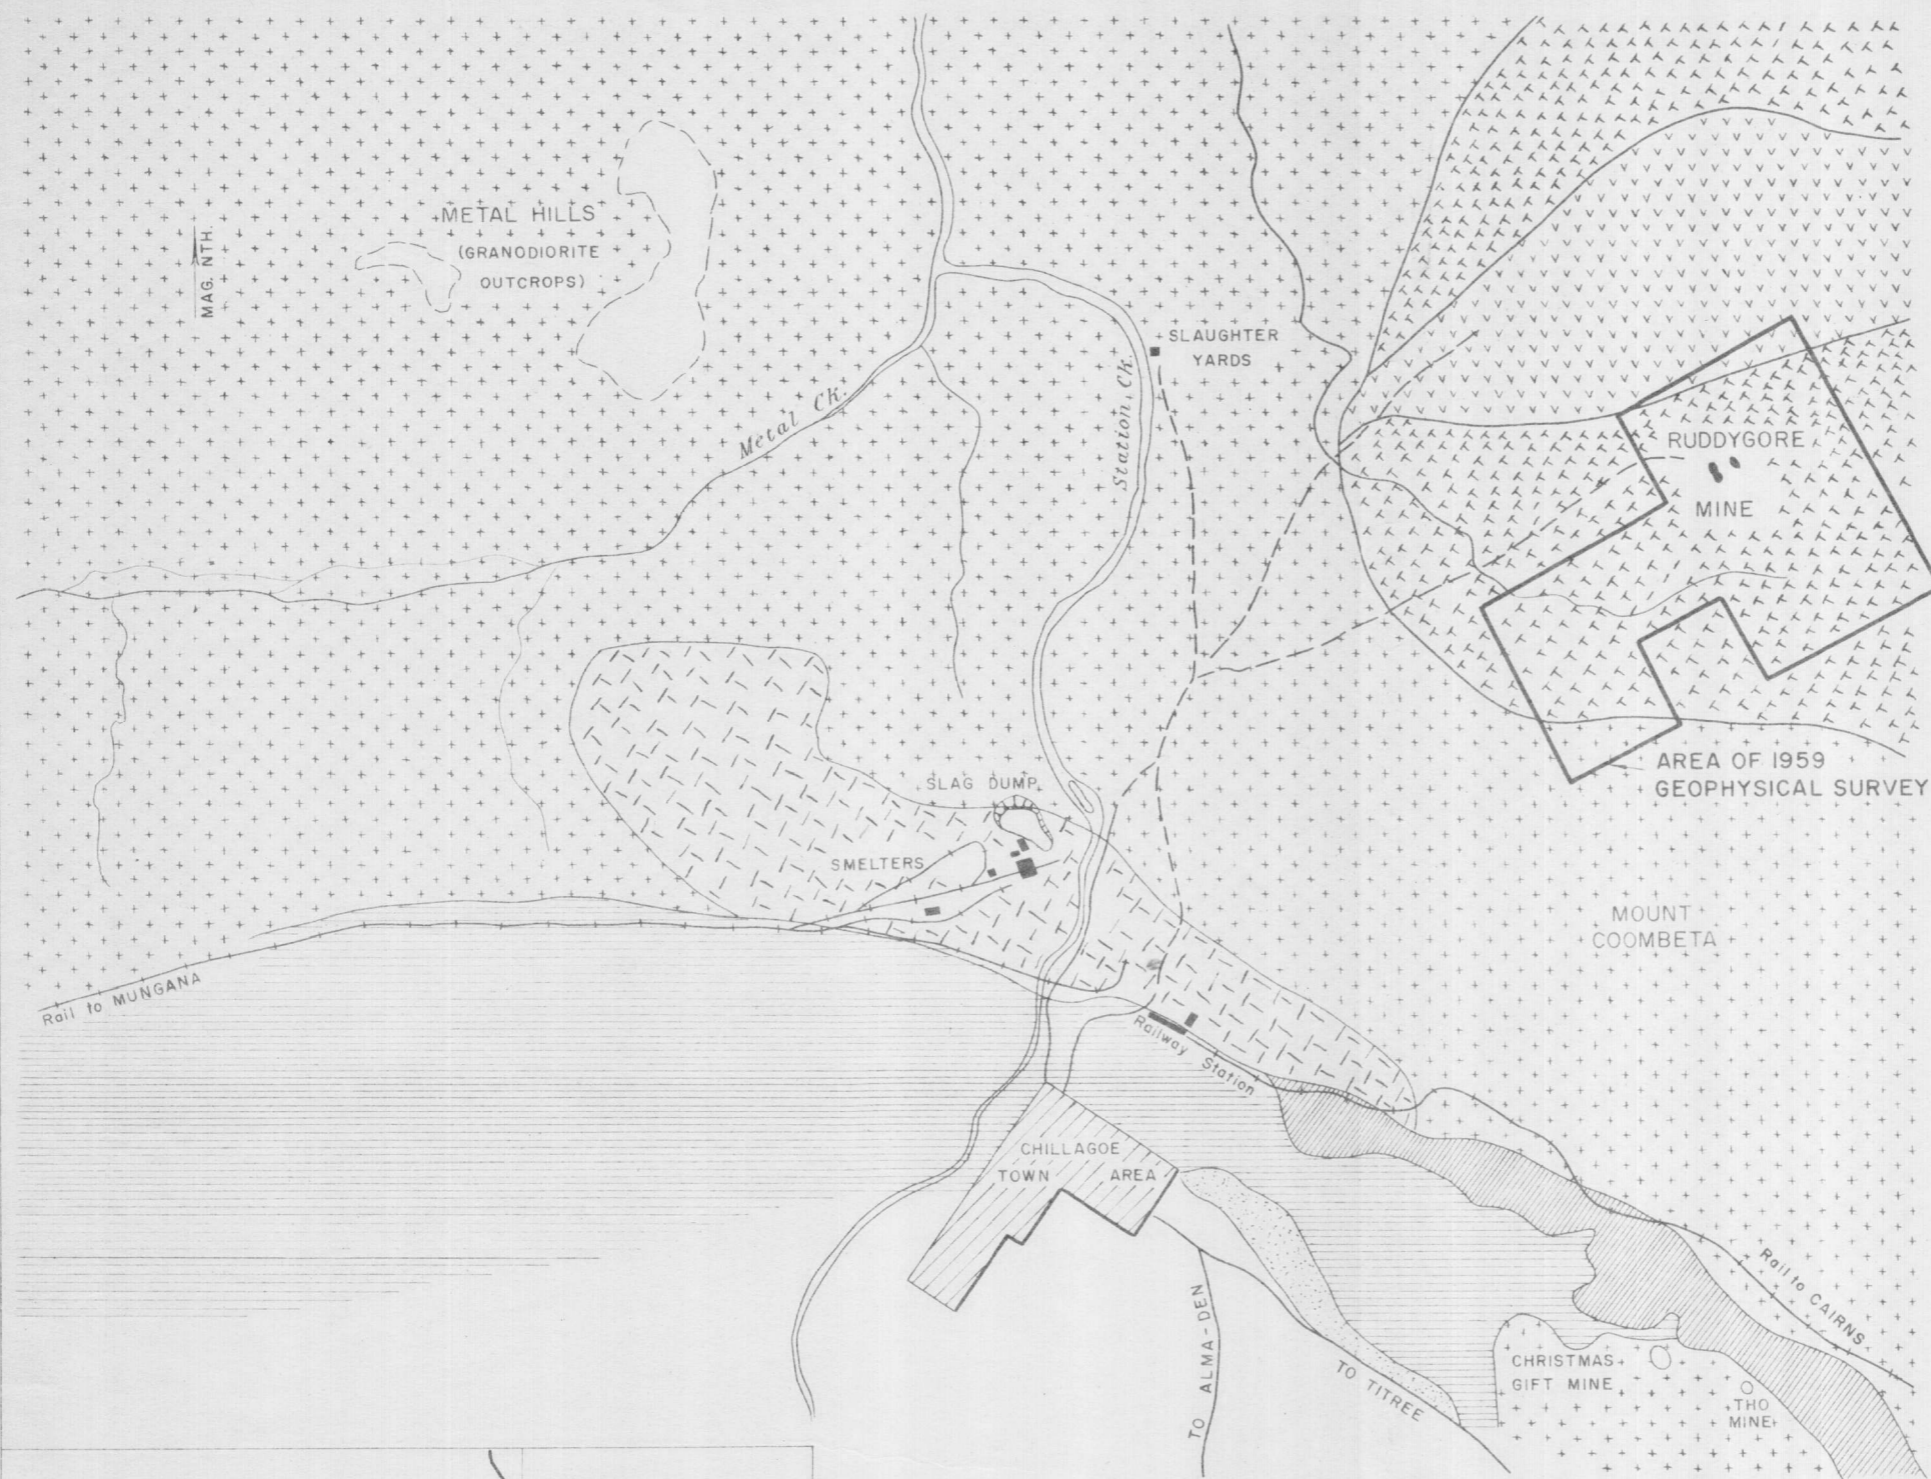 METAL HILLS
(GRANODIORITE
OUTCROPS)
MAG. NTH.
SLAUGHTER
YARDS
Metal Ck.
Station Ck.
RUDDYGORE
MINE
AREA OF 1959
GEOPHYSICAL SURVEY
SLAG DUMP
SMELTERS
MOUNT
COOMBETA
Rail to MUNGANA
Railway Station
CHILLAGOE
TOWN AREA
Rail to CAIRNS
TO ALMA-DEN
TO TITREE
CHRISTMAS
GIFT MINE
THO
MINE